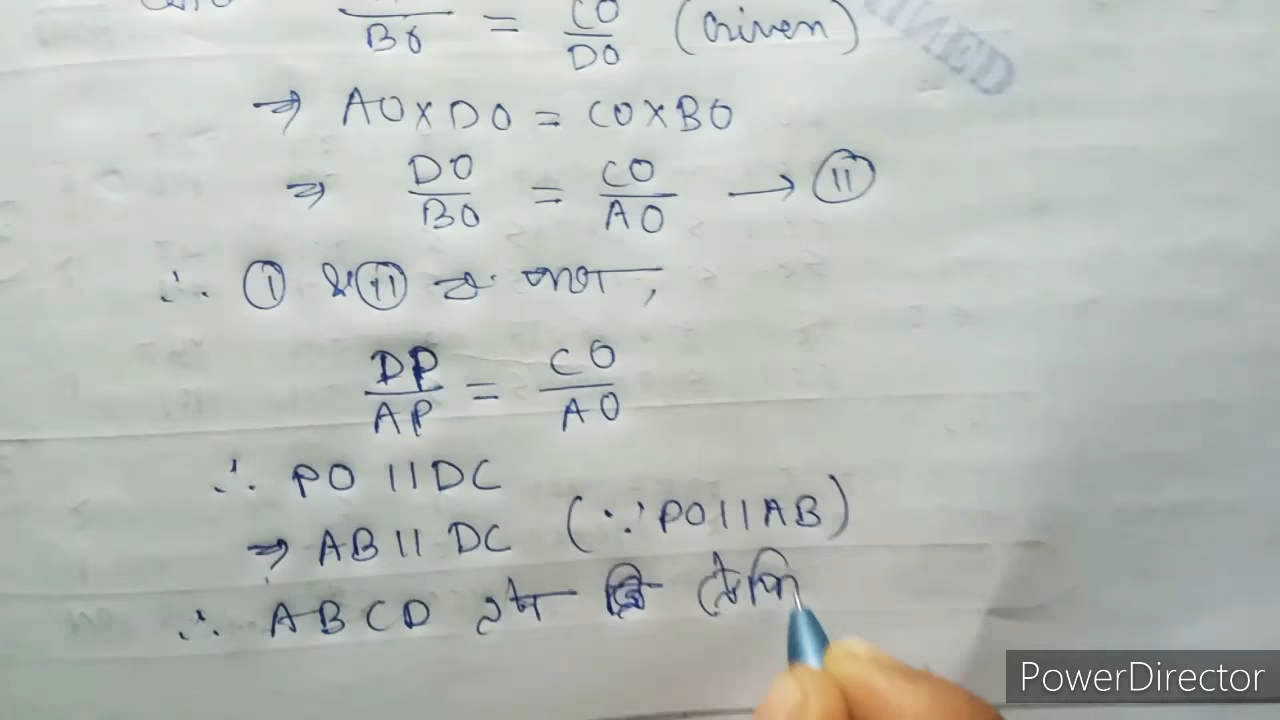 BO = CO/DO (Given)
⇒ AO×DO = CO×BO
⇒ DO/BO = CO/AO → (II)
∴ (I) & (II) র পরা,
DP/AP = CO/AO
∴ PO || DC
⇒ AB || DC (∵ PO || AB)
∴ ABCD
PowerDirector